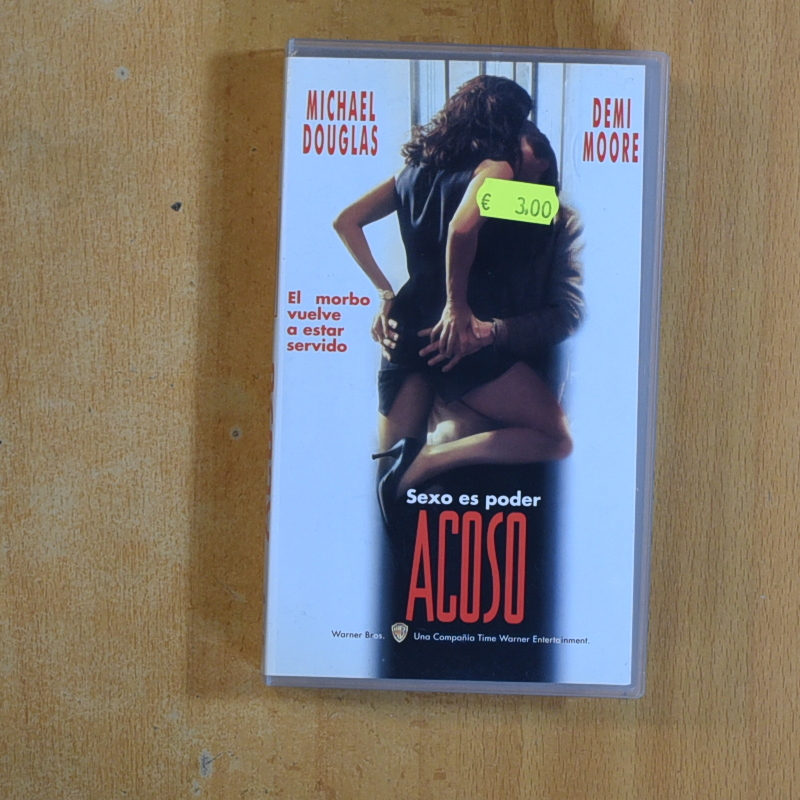 MICHAEL
DOUGLAS
DEMI
MOORE
€ 3,00
El morbo
vuelve
a estar
servido
Sexo es poder
ACOSO
Warner Bros. Una Compañia Time Warner Entertainment.